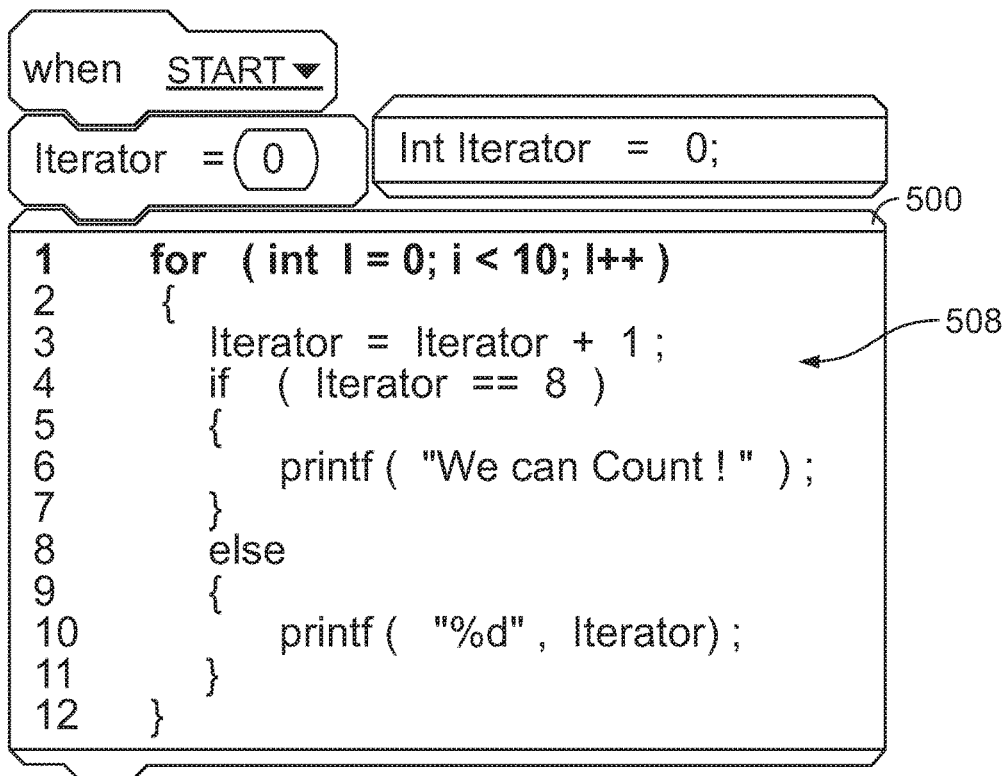 when START
Iterator = 0
Int Iterator = 0;
500
1 for ( int I = 0; i < 10; I++ )
2 {
508
3 Iterator = Iterator + 1 ;
4 if ( Iterator == 8 )
5 {
6 printf ( "We can Count ! " ) ;
7 }
8 else
9 {
10 printf ( "%d" , Iterator) ;
11 }
12 }